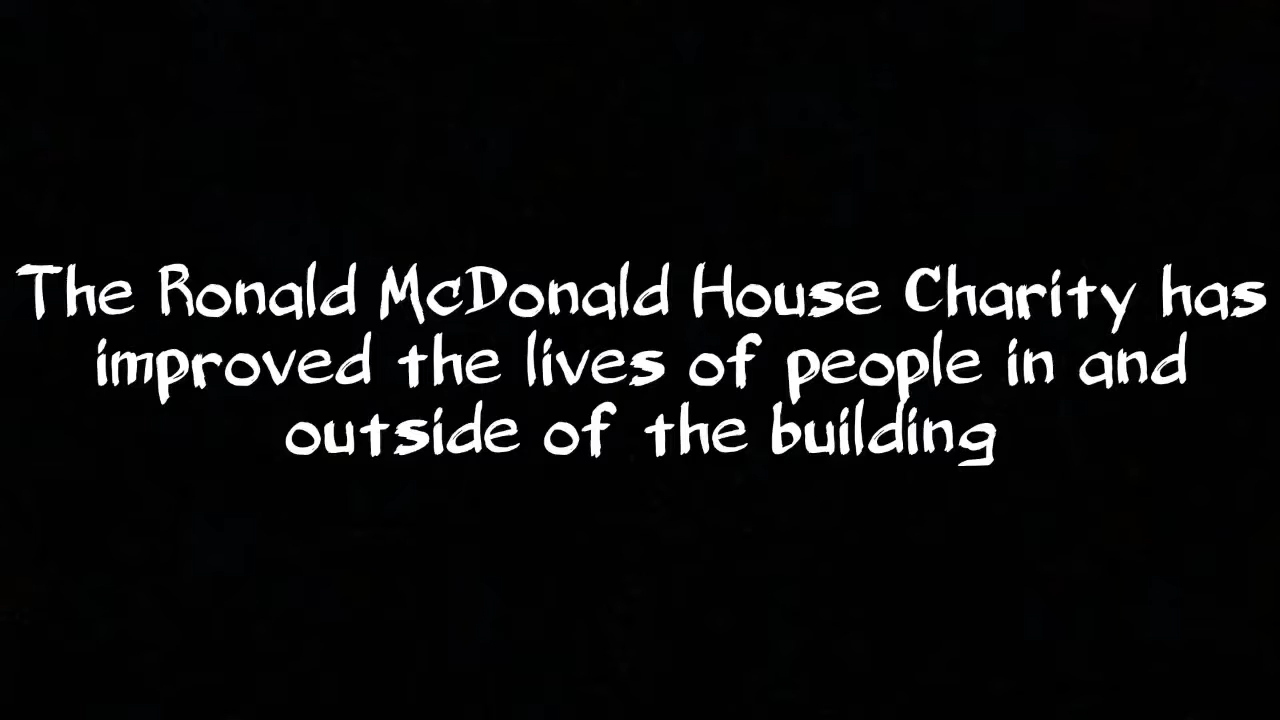 The Ronald McDonald House Charity has
improved the lives of people in and
outside of the building